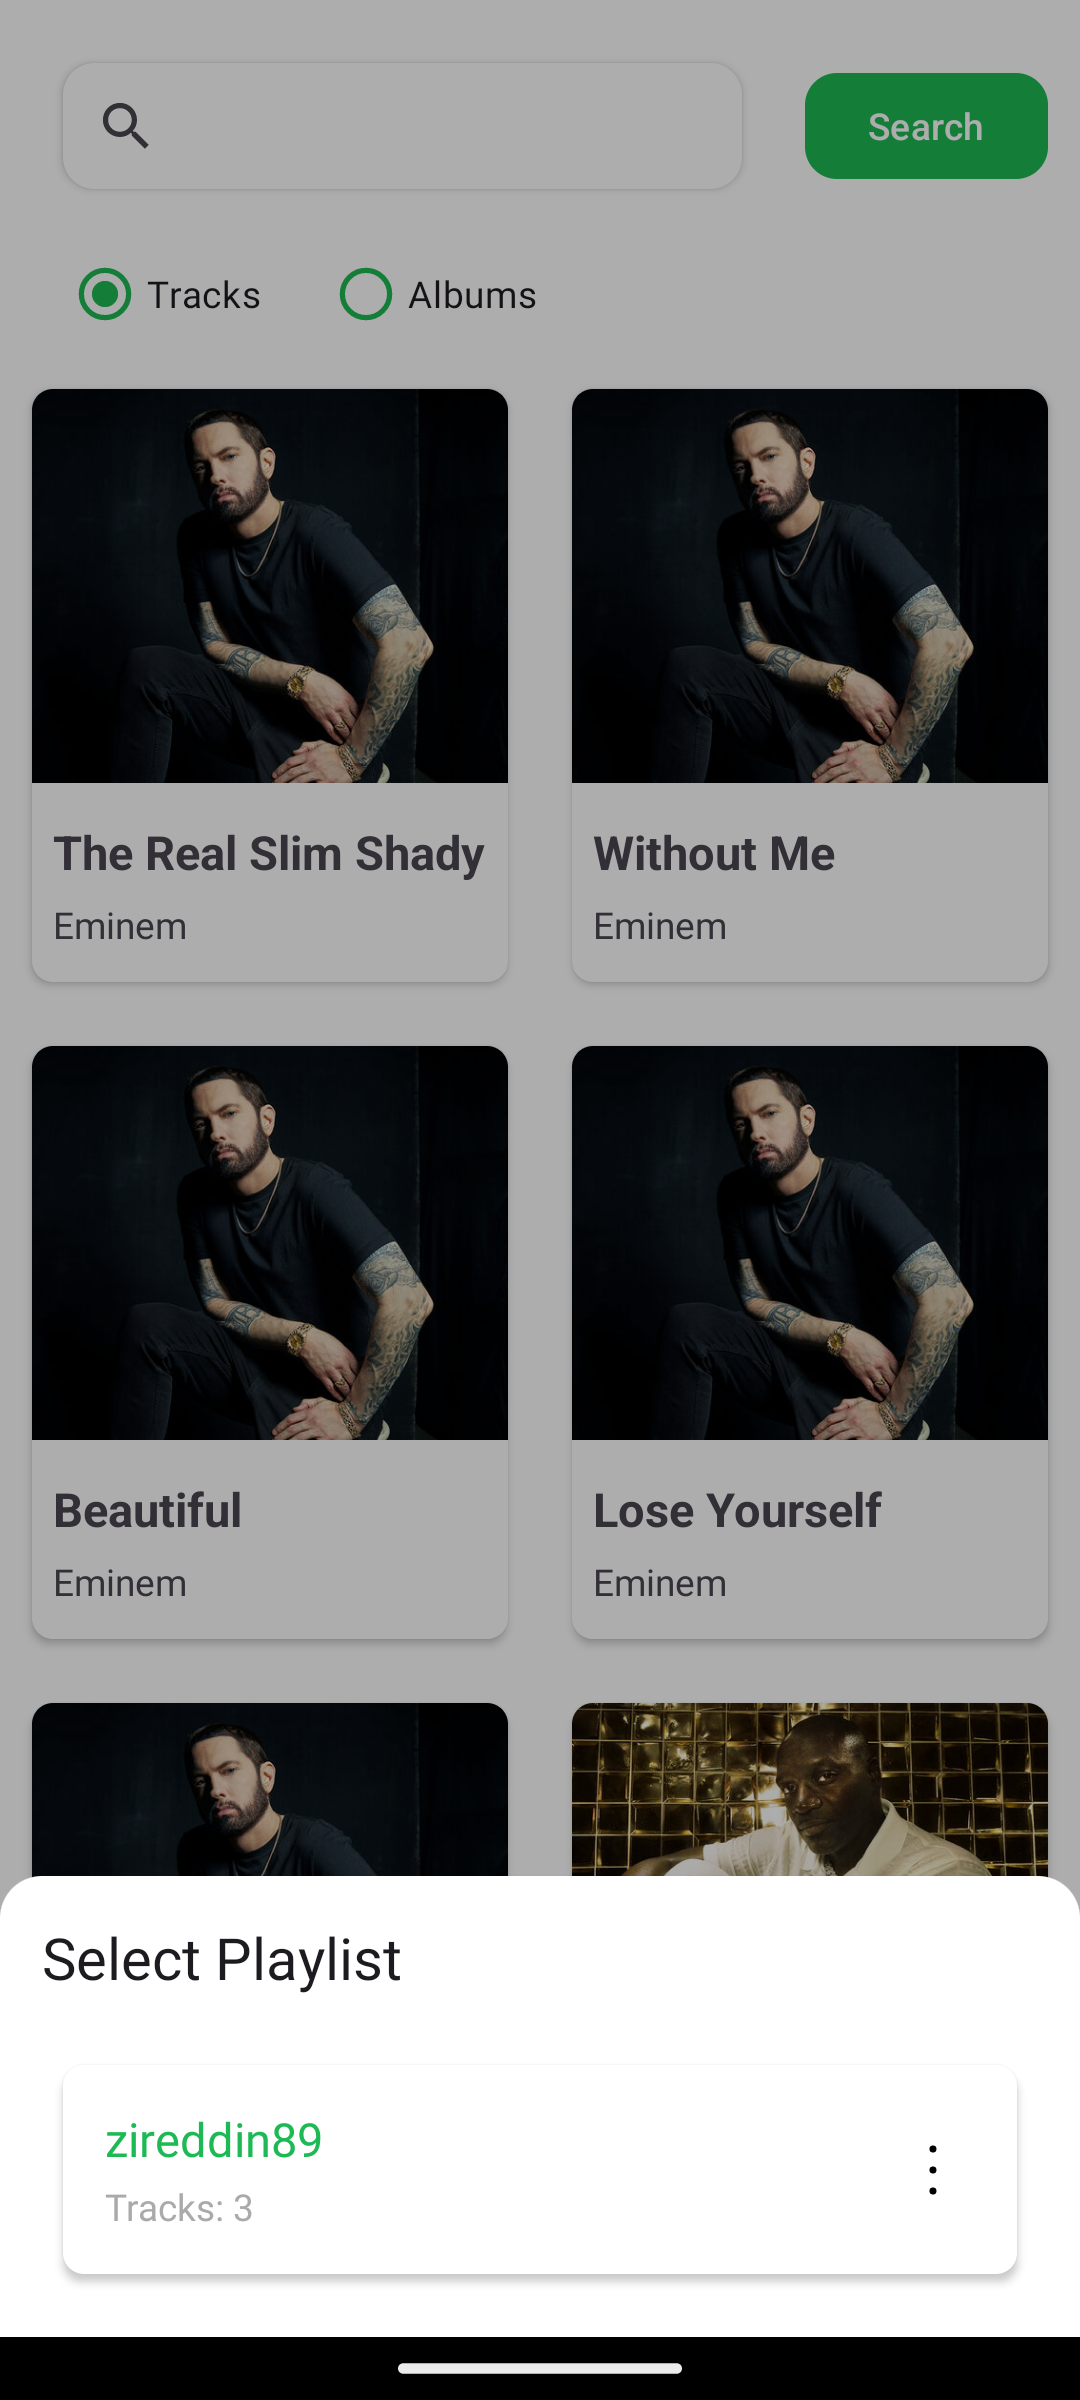 Search
Tracks
Albums
The Real Slim Shady
Eminem
Without Me
Eminem
Beautiful
Eminem
Lose Yourself
Eminem
Select Playlist
zireddin89
Tracks: 3